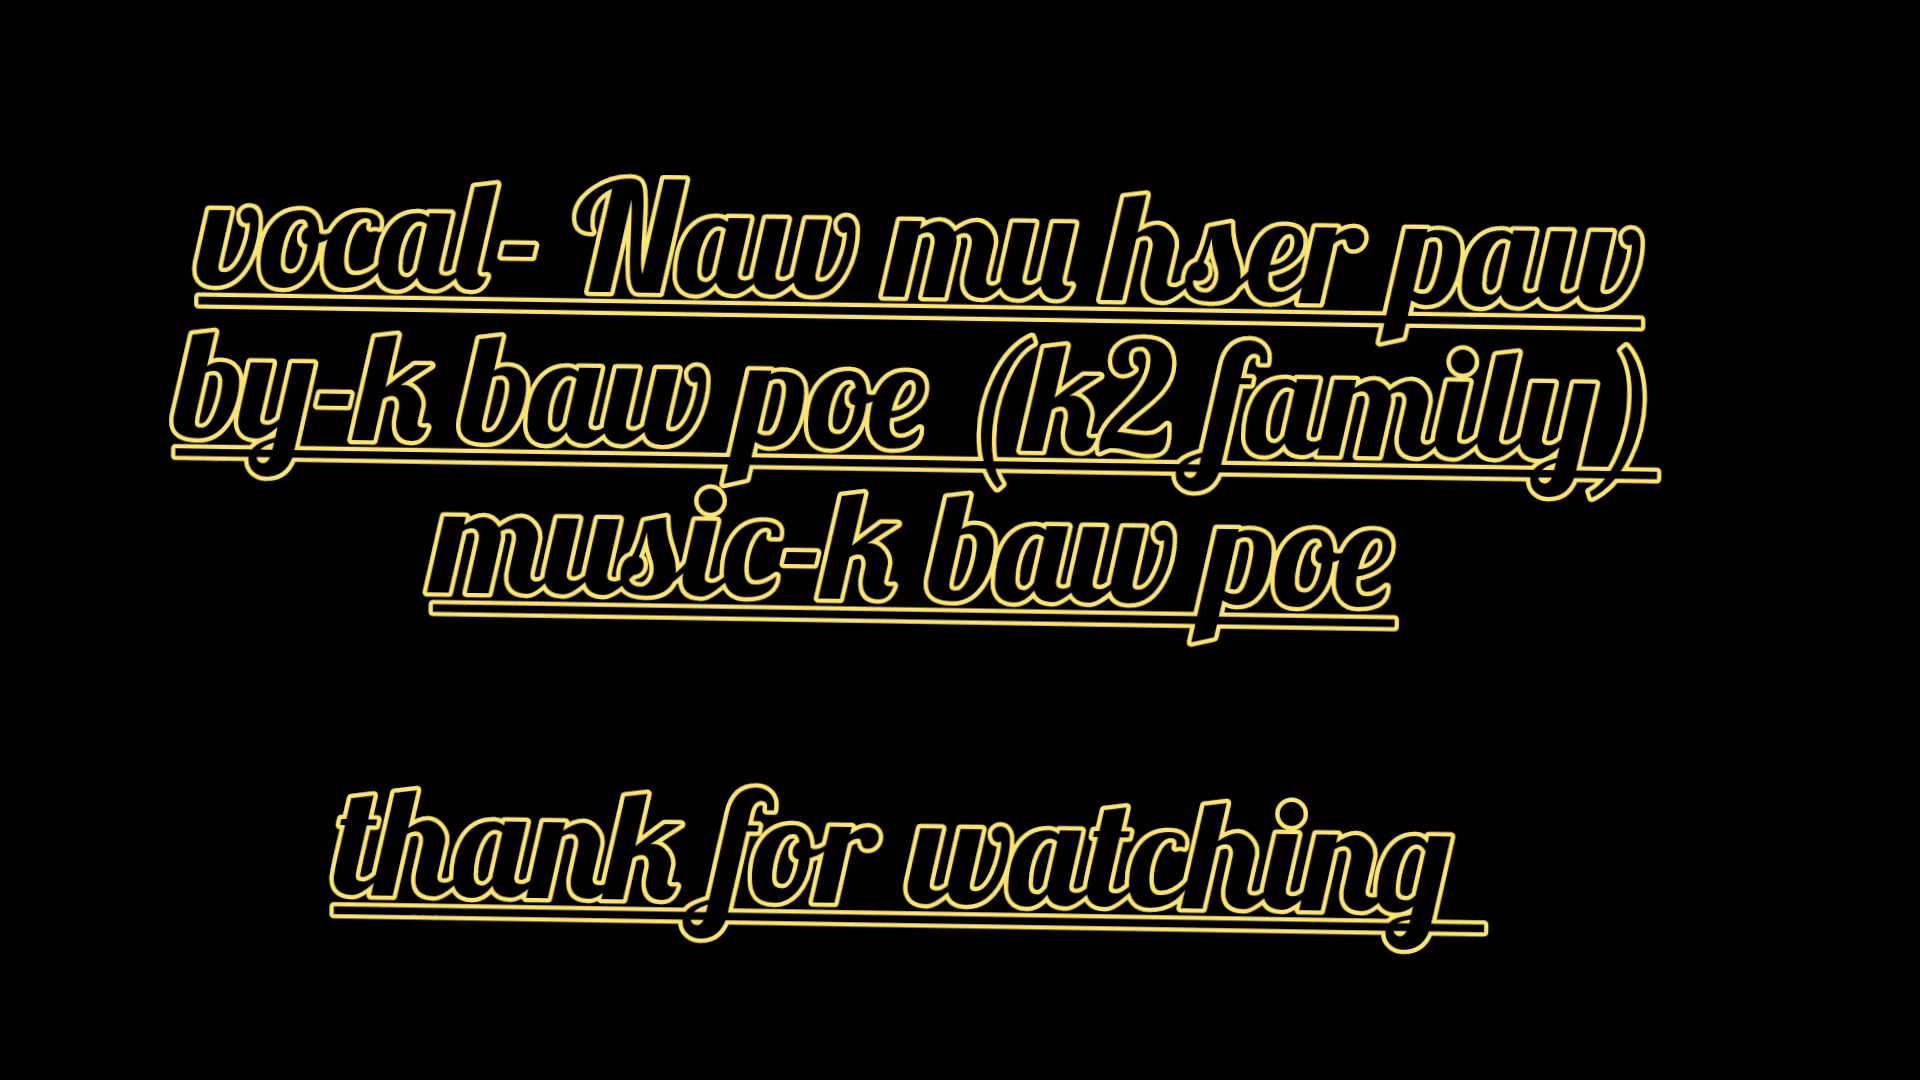 vocal- Naw mu hser paw
by-k baw poe (k2 family)
music-k baw poe
thank for watching